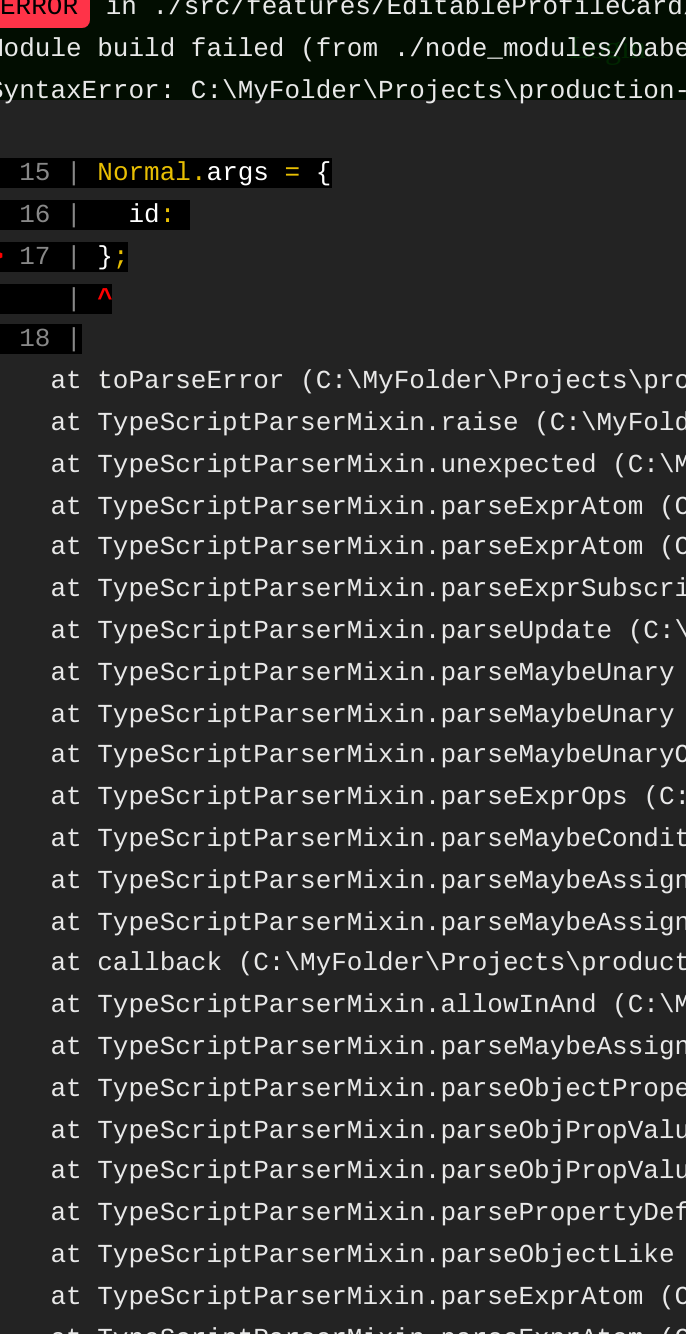 ERROR in ./src/features/EditableProfileCard
Module build failed (from ./node_modules/babe
SyntaxError: C:\MyFolder\Projects\production-
15 | Normal.args = {
16 |   id:
17 | };
| ^
18 |
at toParseError (C:\MyFolder\Projects\pro
at TypeScriptParserMixin.raise (C:\MyFold
at TypeScriptParserMixin.unexpected (C:\M
at TypeScriptParserMixin.parseExprAtom (C
at TypeScriptParserMixin.parseExprAtom (C
at TypeScriptParserMixin.parseExprSubscri
at TypeScriptParserMixin.parseUpdate (C:\
at TypeScriptParserMixin.parseMaybeUnary
at TypeScriptParserMixin.parseMaybeUnary
at TypeScriptParserMixin.parseMaybeUnaryO
at TypeScriptParserMixin.parseExprOps (C:
at TypeScriptParserMixin.parseMaybeCondit
at TypeScriptParserMixin.parseMaybeAssign
at TypeScriptParserMixin.parseMaybeAssign
at callback (C:\MyFolder\Projects\product
at TypeScriptParserMixin.allowInAnd (C:\M
at TypeScriptParserMixin.parseMaybeAssign
at TypeScriptParserMixin.parseObjectPrope
at TypeScriptParserMixin.parseObjPropValu
at TypeScriptParserMixin.parseObjPropValu
at TypeScriptParserMixin.parsePropertyDef
at TypeScriptParserMixin.parseObjectLike
at TypeScriptParserMixin.parseExprAtom (C
at TypeScriptParserMixin.parseExprAtom (C